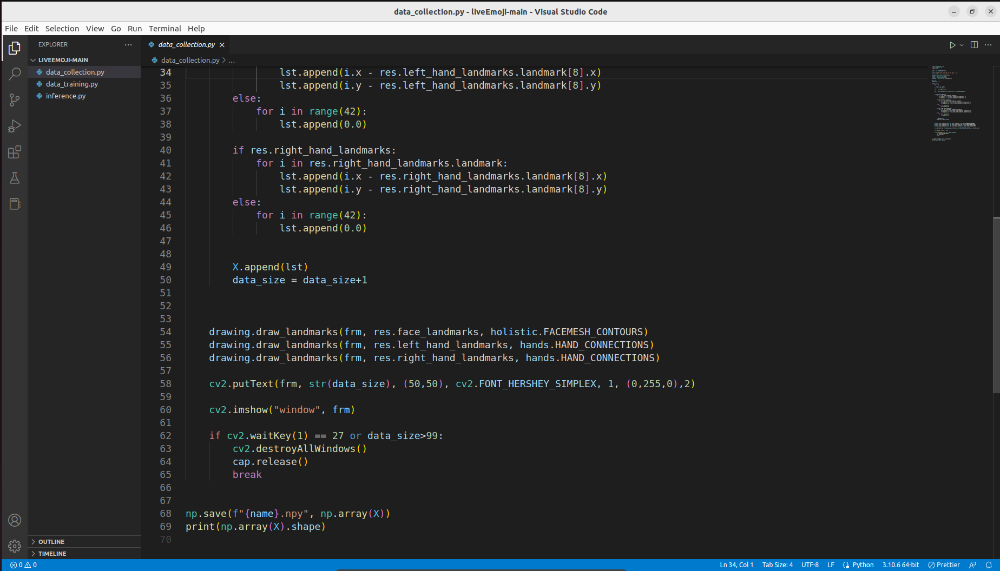 data_collection.py - liveEmoji-main - Visual Studio Code
File Edit Selection View Go Run Terminal Help
EXPLORER
LIVEEMOJI-MAIN
data_collection.py
data_training.py
inference.py
OUTLINE
TIMELINE
data_collection.py
data_collection.py > ...
34 lst.append(i.x - res.left_hand_landmarks.landmark[8].x)
35 lst.append(i.y - res.left_hand_landmarks.landmark[8].y)
36 else:
37 for i in range(42):
38 lst.append(0.0)
39
40 if res.right_hand_landmarks:
41 for i in res.right_hand_landmarks.landmark:
42 lst.append(i.x - res.right_hand_landmarks.landmark[8].x)
43 lst.append(i.y - res.right_hand_landmarks.landmark[8].y)
44 else:
45 for i in range(42):
46 lst.append(0.0)
47
48
49 X.append(lst)
50 data_size = data_size+1
51
52
53
54 drawing.draw_landmarks(frm, res.face_landmarks, holistic.FACEMESH_CONTOURS)
55 drawing.draw_landmarks(frm, res.left_hand_landmarks, hands.HAND_CONNECTIONS)
56 drawing.draw_landmarks(frm, res.right_hand_landmarks, hands.HAND_CONNECTIONS)
57
58 cv2.putText(frm, str(data_size), (50,50), cv2.FONT_HERSHEY_SIMPLEX, 1, (0,255,0),2)
59
60 cv2.imshow("window", frm)
61
62 if cv2.waitKey(1) == 27 or data_size>99:
63 cv2.destroyAllWindows()
64 cap.release()
65 break
66
67
68 np.save(f"{name}.npy", np.array(X))
69 print(np.array(X).shape)
70
0 0 Ln 34, Col 1 Tab Size: 4 UTF-8 LF Python 3.10.6 64-bit Prettier